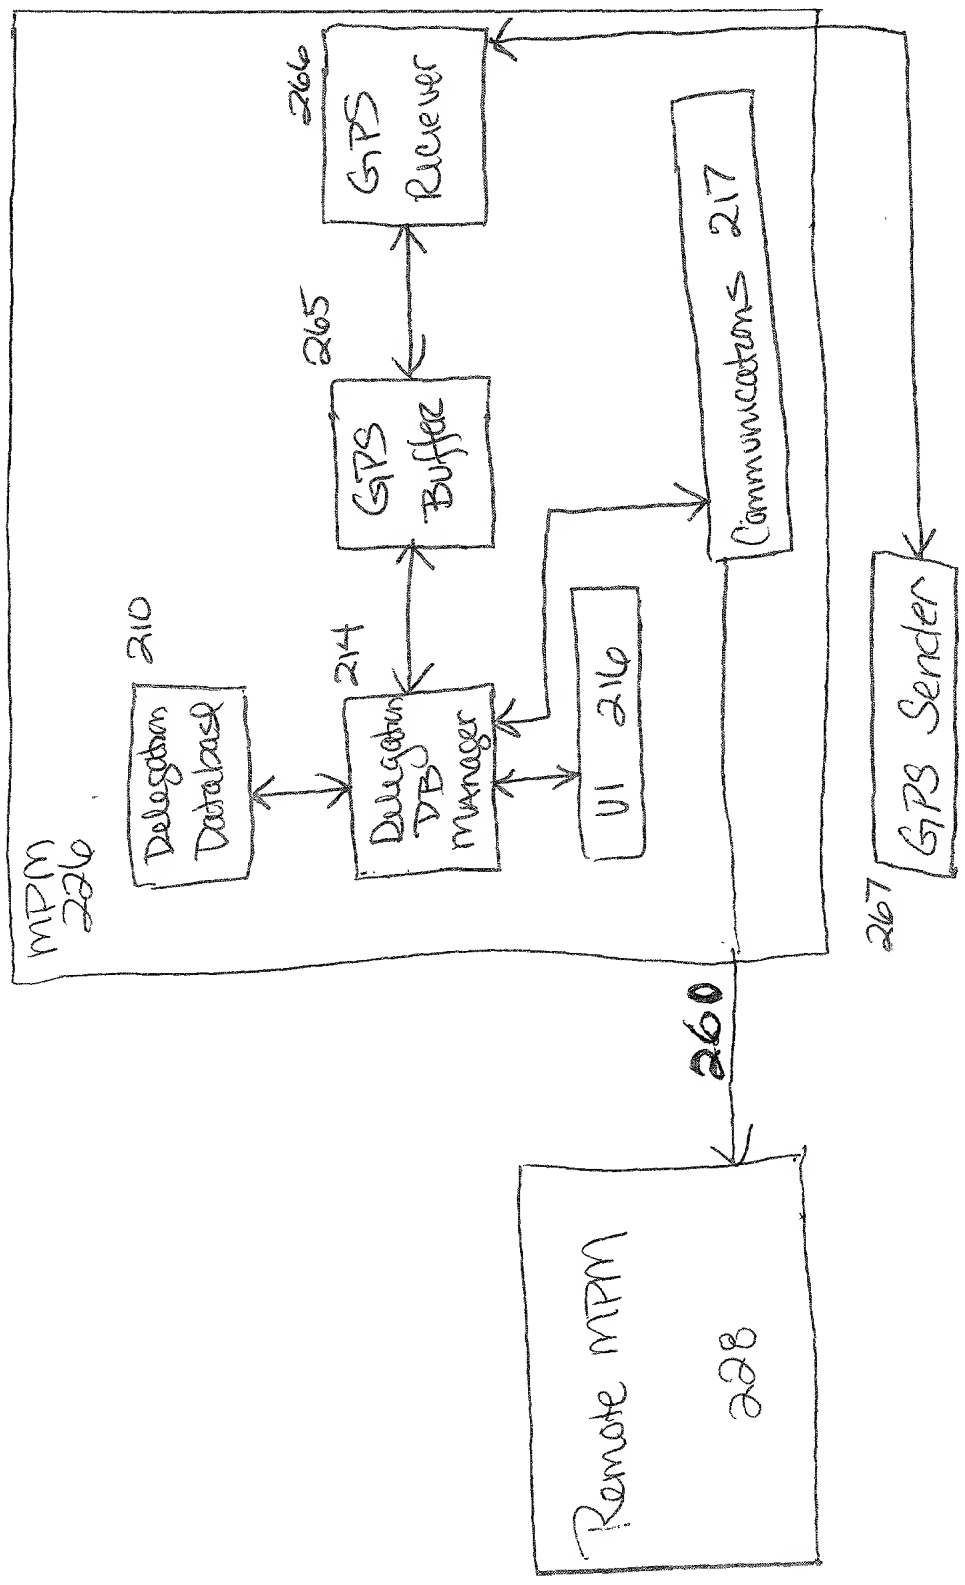 MPM
226
Delegation
Database
210
Delegation
DB
Manager
214
GPS
Buffer
265
GPS
Reciever
266
UI 216
Communications 217
260
Remote MPM
228
GPS Sender
267